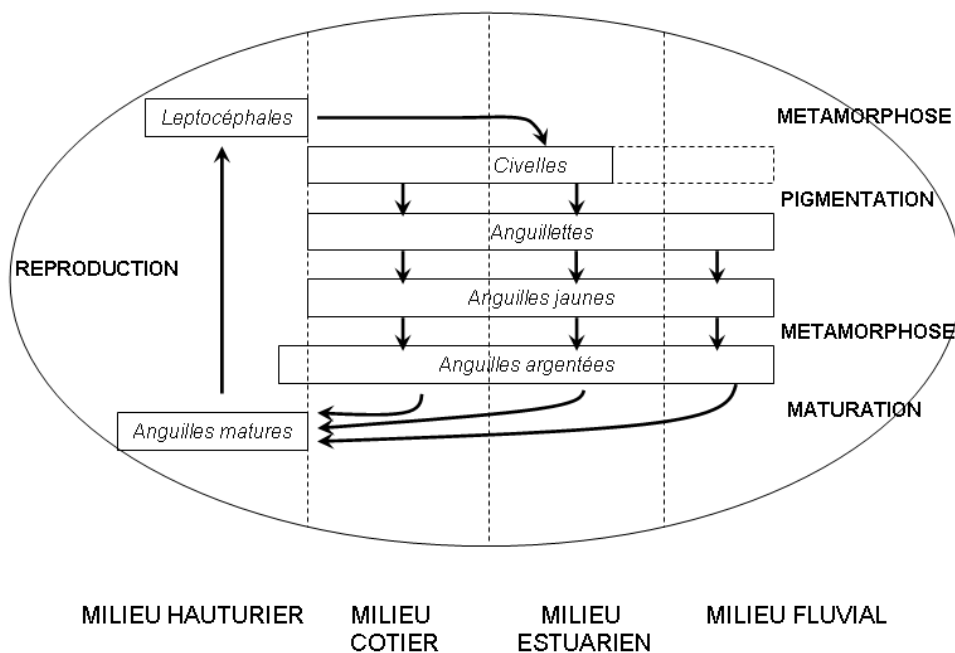 Leptocéphales
METAMORPHOSE
Civelles
PIGMENTATION
Anguillettes
REPRODUCTION
Anguilles jaunes
METAMORPHOSE
Anguilles argentées
MATURATION
Anguilles matures
MILIEU HAUTURIER
MILIEU
COTIER
MILIEU
ESTUARIEN
MILIEU FLUVIAL